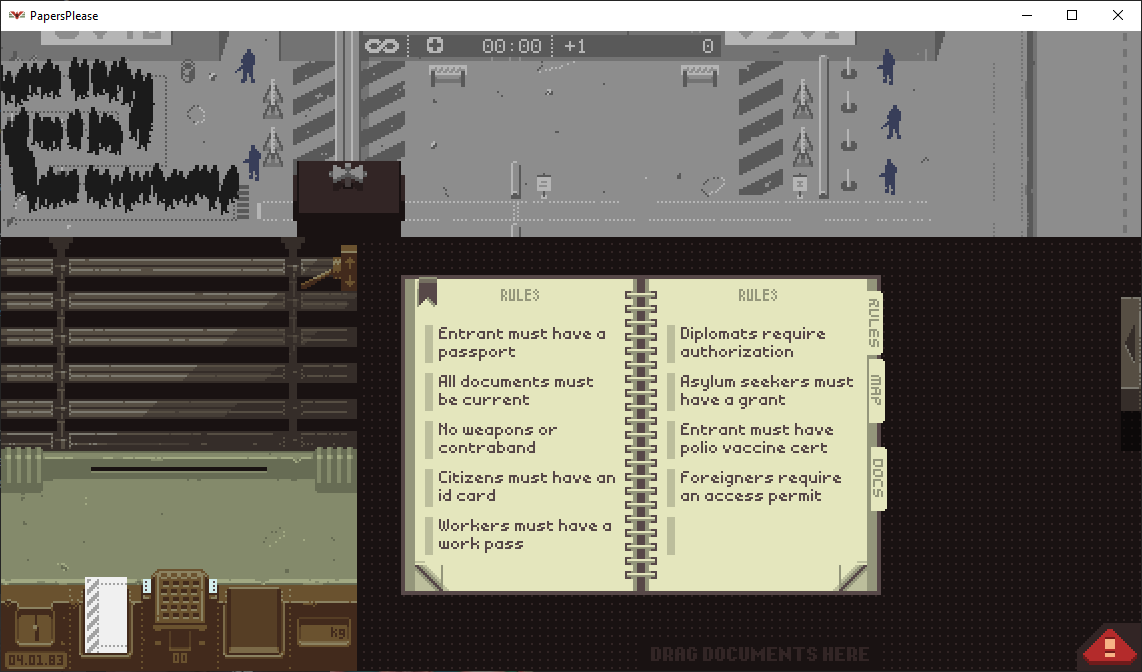 PapersPlease
00:00
+1
0
RULES
Entrant must have a
passport
All documents must
be current
No weapons or
contraband
Citizens must have an
id card
Workers must have a
work pass
RULES
Diplomats require
authorization
Asylum seekers must
have a grant
Entrant must have
polio vaccine cert
Foreigners require
an access permit
RULES
MAP
DOCS
kg
00
04.01.83
DRAG DOCUMENTS HERE